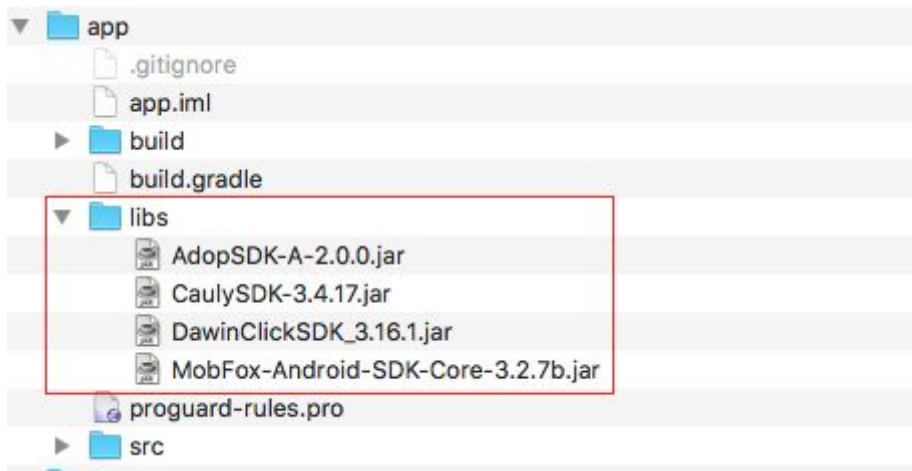 app
.gitignore
app.iml
build
build.gradle
libs
AdopSDK-A-2.0.0.jar
CaulySDK-3.4.17.jar
DawinClickSDK_3.16.1.jar
MobFox-Android-SDK-Core-3.2.7b.jar
proguard-rules.pro
src